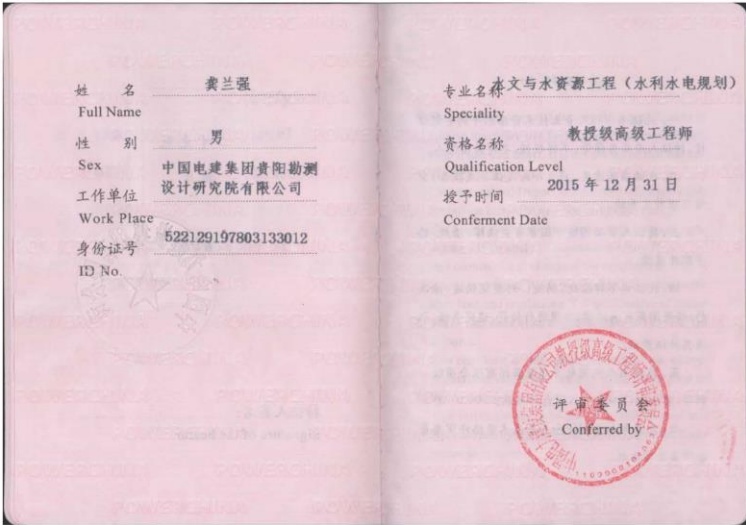 姓 名 龚兰强
Full Name
性 别 男
Sex
工作单位 中国电建集团贵阳勘测
设计研究院有限公司
Work Place
身份证号 522129197803133012
ID No.
专业名称 水文与水资源工程（水利水电规划）
Speciality
资格名称 教授级高级工程师
Qualification Level
授予时间 2015 年 12 月 31 日
Conferment Date
评审委员会
Conferred by